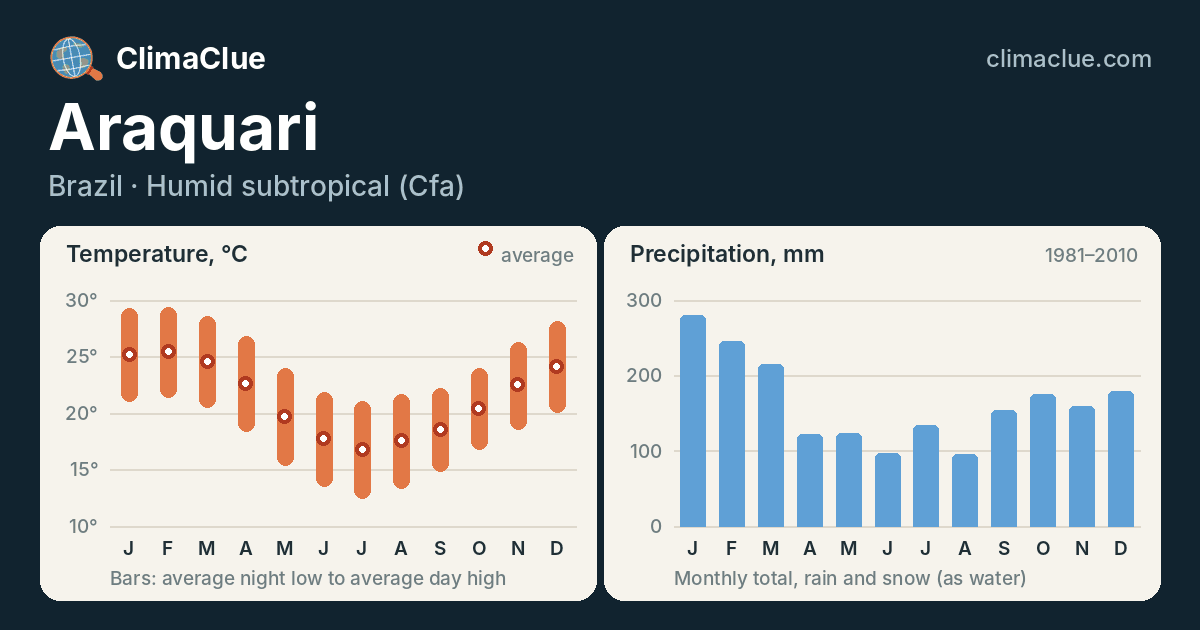 ClimaClue
climaclue.com
Araquari
Brazil · Humid subtropical (Cfa)
Temperature, °C
average
30°
25°
20°
15°
10°
J F M A M J J A S O N D
Bars: average night low to average day high
Precipitation, mm
1981–2010
300
200
100
0
J F M A M J J A S O N D
Monthly total, rain and snow (as water)